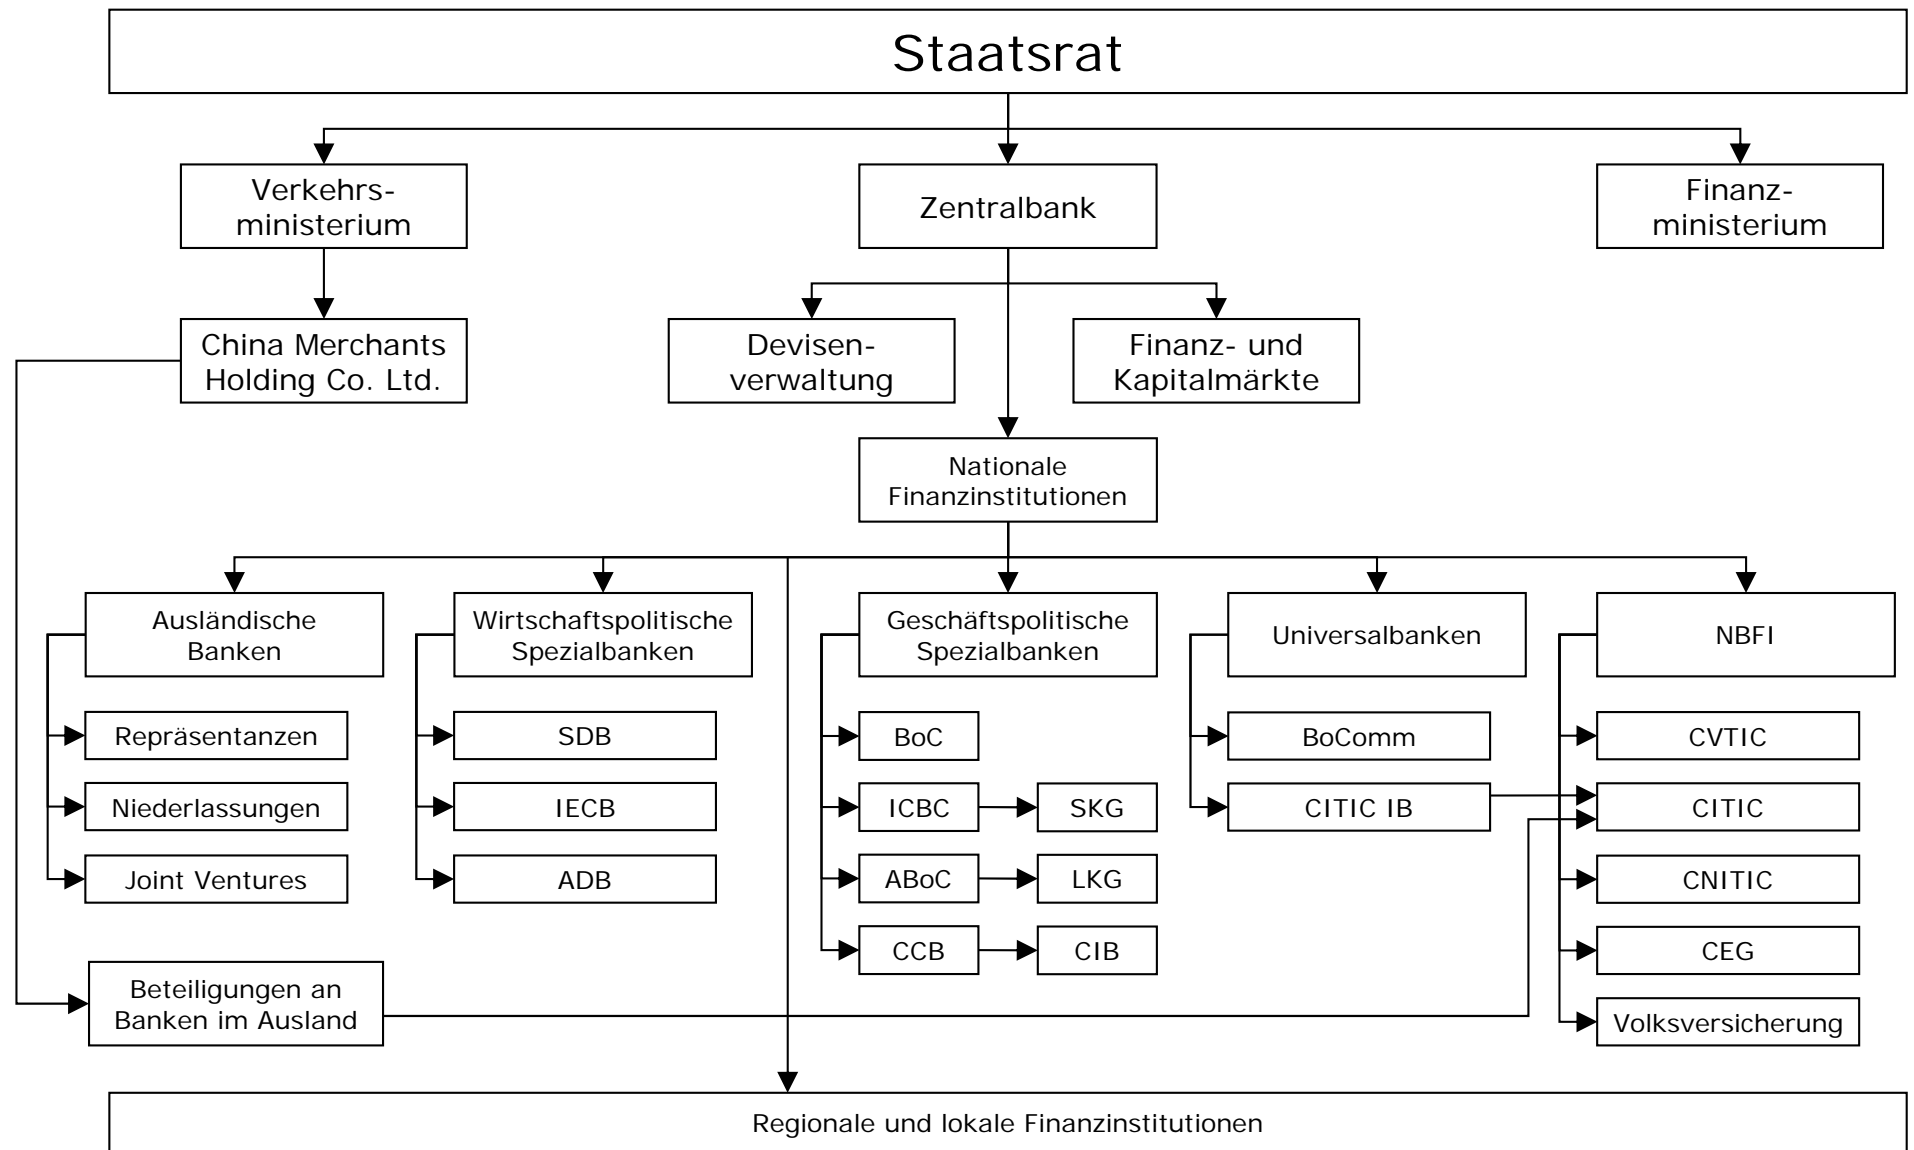 Staatsrat
Verkehrs-
ministerium
Zentralbank
Finanz-
ministerium
China Merchants
Holding Co. Ltd.
Devisen-
verwaltung
Finanz- und
Kapitalmärkte
Nationale
Finanzinstitutionen
Ausländische
Banken
Wirtschaftspolitische
Spezialbanken
Geschäftspolitische
Spezialbanken
Universalbanken
NBFI
Repräsentanzen
SDB
BoC
BoComm
CVTIC
Niederlassungen
IECB
ICBC
SKG
CITIC IB
CITIC
Joint Ventures
ADB
ABoC
LKG
CNITIC
CCB
CIB
CEG
Beteiligungen an
Banken im Ausland
Volksversicherung
Regionale und lokale Finanzinstitutionen